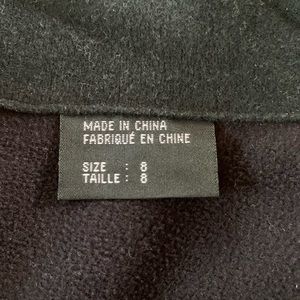 MADE IN CHINA
FABRIQUÉ EN CHINE
SIZE : 8
TAILLE : 8